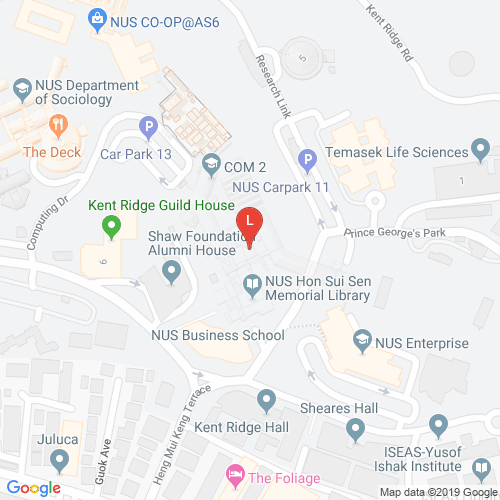 NUS CO-OP@AS6
Kent Ridge Rd
5
Research Link
NUS Department
of Sociology
P
The Deck
Car Park 13
P
COM 2
Temasek Life Sciences
NUS Carpark 11
1
Computing Dr
Kent Ridge Guild House
L
Prince George's Park
Shaw Foundation
Alumni House
6
NUS Hon Sui Sen
Memorial Library
NUS Business School
NUS Enterprise
Heng Mui Keng Terrace
Sheares Hall
Kent Ridge Hall
Juluca
Guok Ave
ISEAS-Yusof
Ishak Institute
The Foliage
Google
Map data ©2019 Google